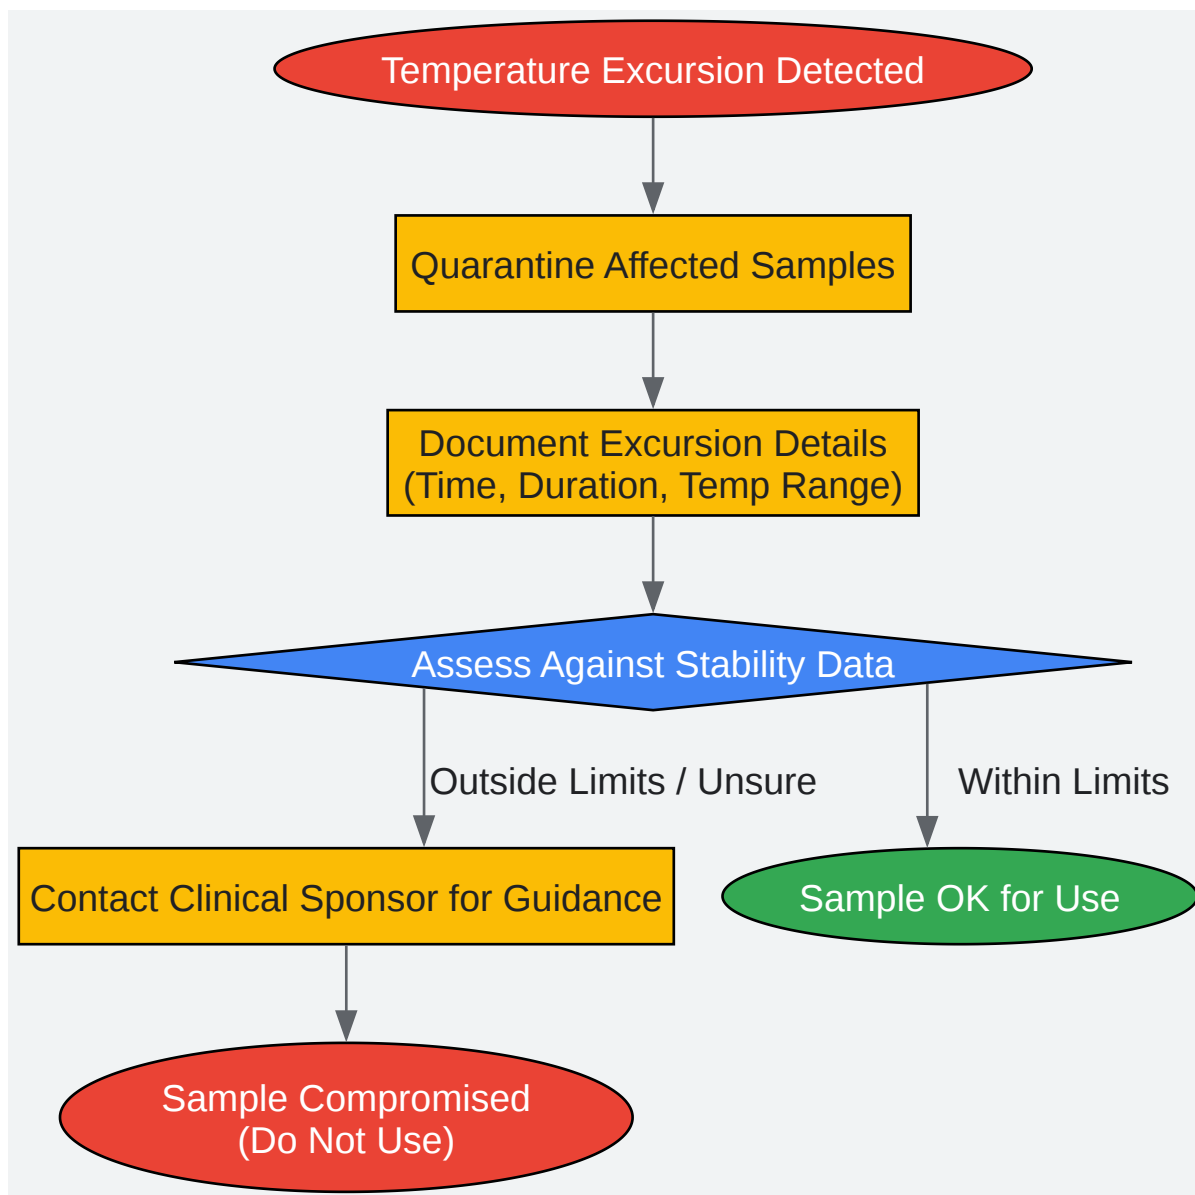 Temperature Excursion Detected
Quarantine Affected Samples
Document Excursion Details
(Time, Duration, Temp Range)
Assess Against Stability Data
Outside Limits / Unsure
Within Limits
Contact Clinical Sponsor for Guidance
Sample OK for Use
Sample Compromised
(Do Not Use)